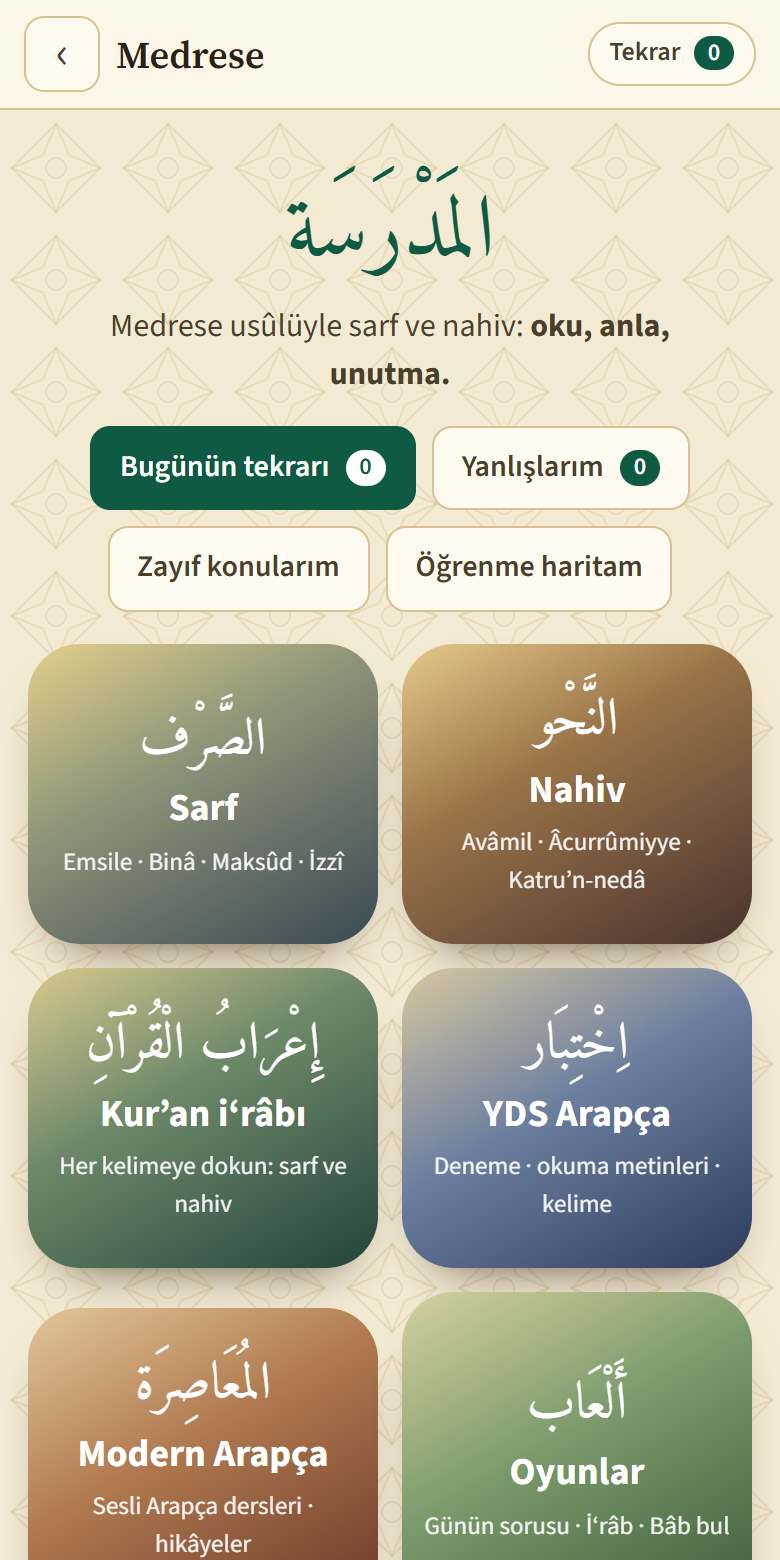 ‹ Medrese Tekrar 0
المَدْرَسَة
Medrese usûlüyle sarf ve nahiv: oku, anla,
unutma.
Bugünün tekrarı 0
Yanlışlarım 0
Zayıf konularım
Öğrenme haritam
الصَّرْف
Sarf
Emsile · Binâ · Maksûd · İzzî
النَّحْو
Nahiv
Avâmil · Âcurrûmiyye ·
Katru’n-nedâ
إِعْرَابُ الْقُرْآنِ
Kur’an i‘râbı
Her kelimeye dokun: sarf ve
nahiv
اِخْتِبَار
YDS Arapça
Deneme · okuma metinleri ·
kelime
المُعَاصِرَة
Modern Arapça
Sesli Arapça dersleri ·
hikâyeler
أَلْعَاب
Oyunlar
Günün sorusu · İ‘râb · Bâb bul